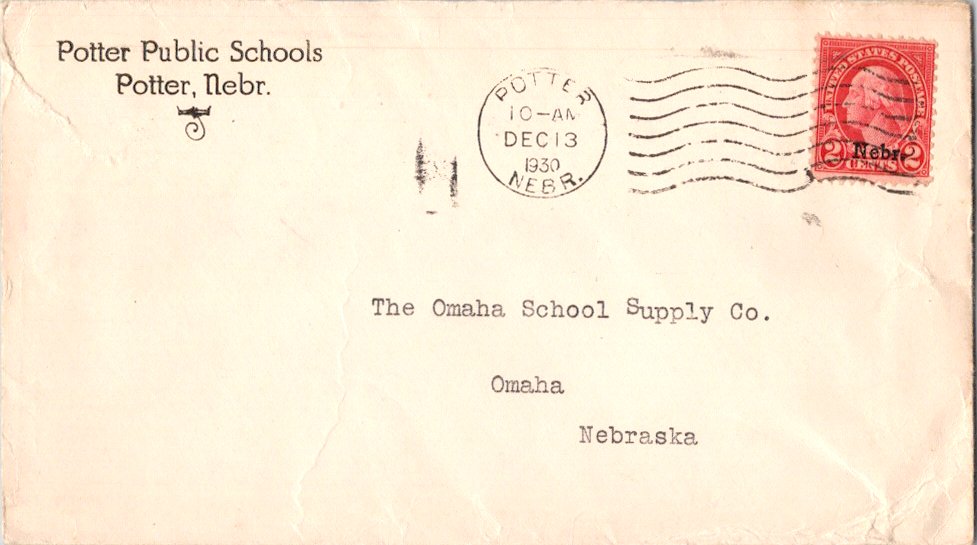 Potter Public Schools
Potter, Nebr.
POTTER
10-AM
DEC 13
1930
NEBR.
UNITED STATES POSTAGE
Nebr.
2 CENTS 2
The Omaha School Supply Co.
Omaha
Nebraska